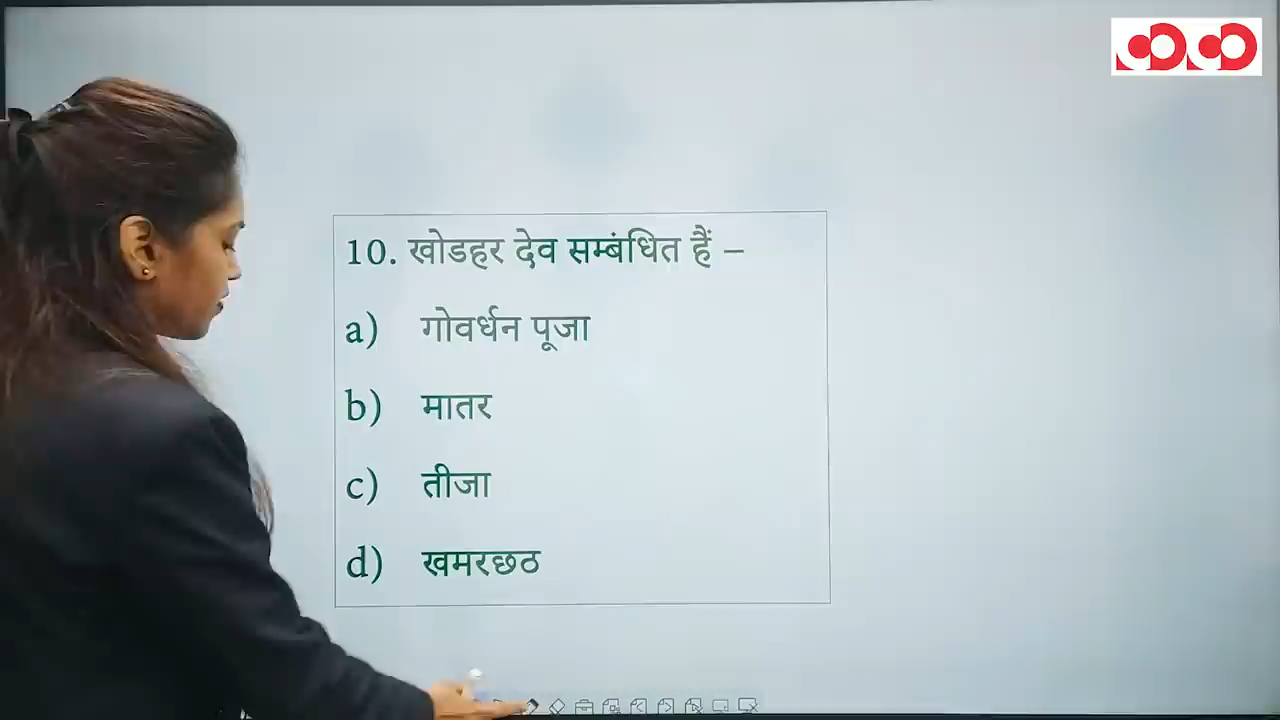 10. खोडहर देव सम्बंधित हैं –
a) गोवर्धन पूजा
b) मातर
c) तीजा
d) खमरछठ